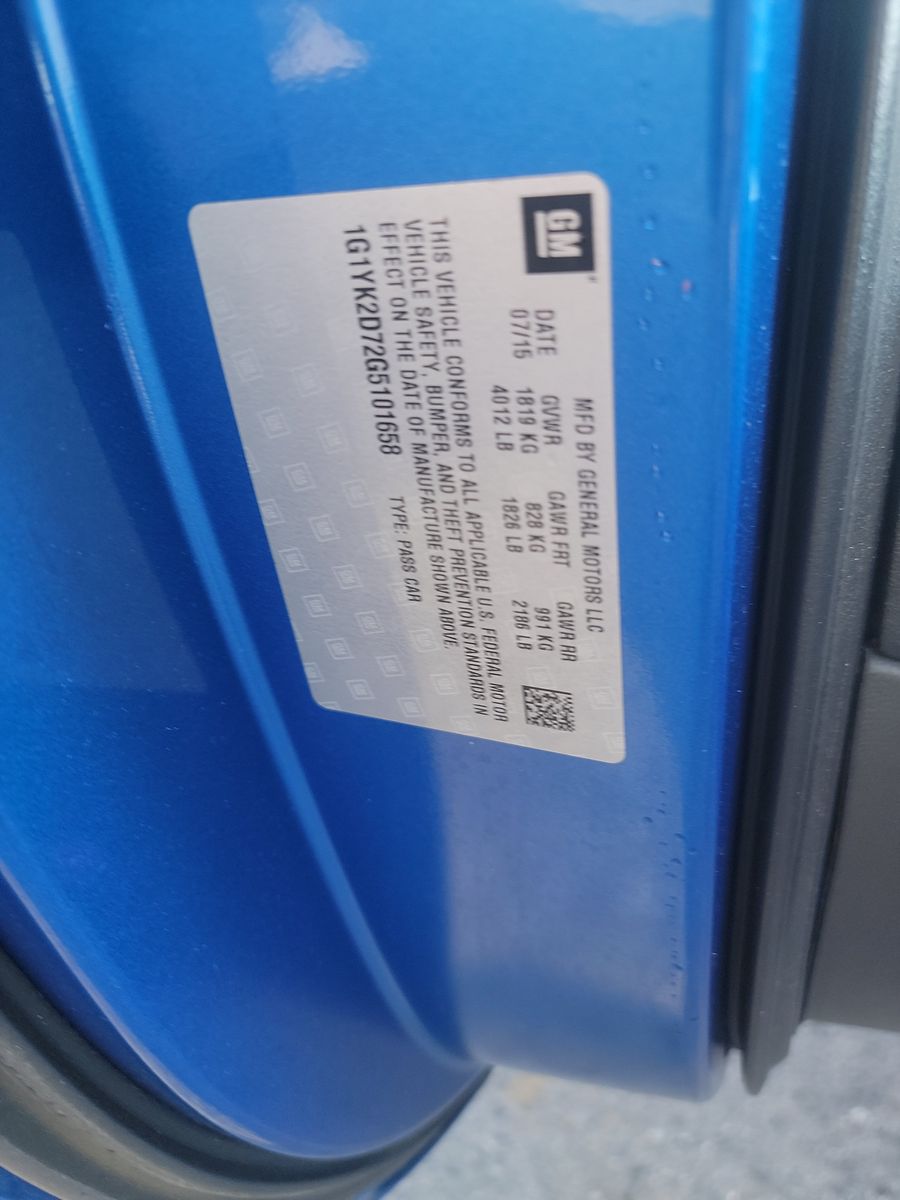 GM
MFD BY GENERAL MOTORS LLC
DATE GVWR GAWR FRT GAWR RR
07/15 1819 KG 828 KG 991 KG
4012 LB 1826 LB 2186 LB
THIS VEHICLE CONFORMS TO ALL APPLICABLE U.S. FEDERAL MOTOR
VEHICLE SAFETY, BUMPER, AND THEFT PREVENTION STANDARDS IN
EFFECT ON THE DATE OF MANUFACTURE SHOWN ABOVE.
1G1YK2D72G5101658 TYPE: PASS CAR